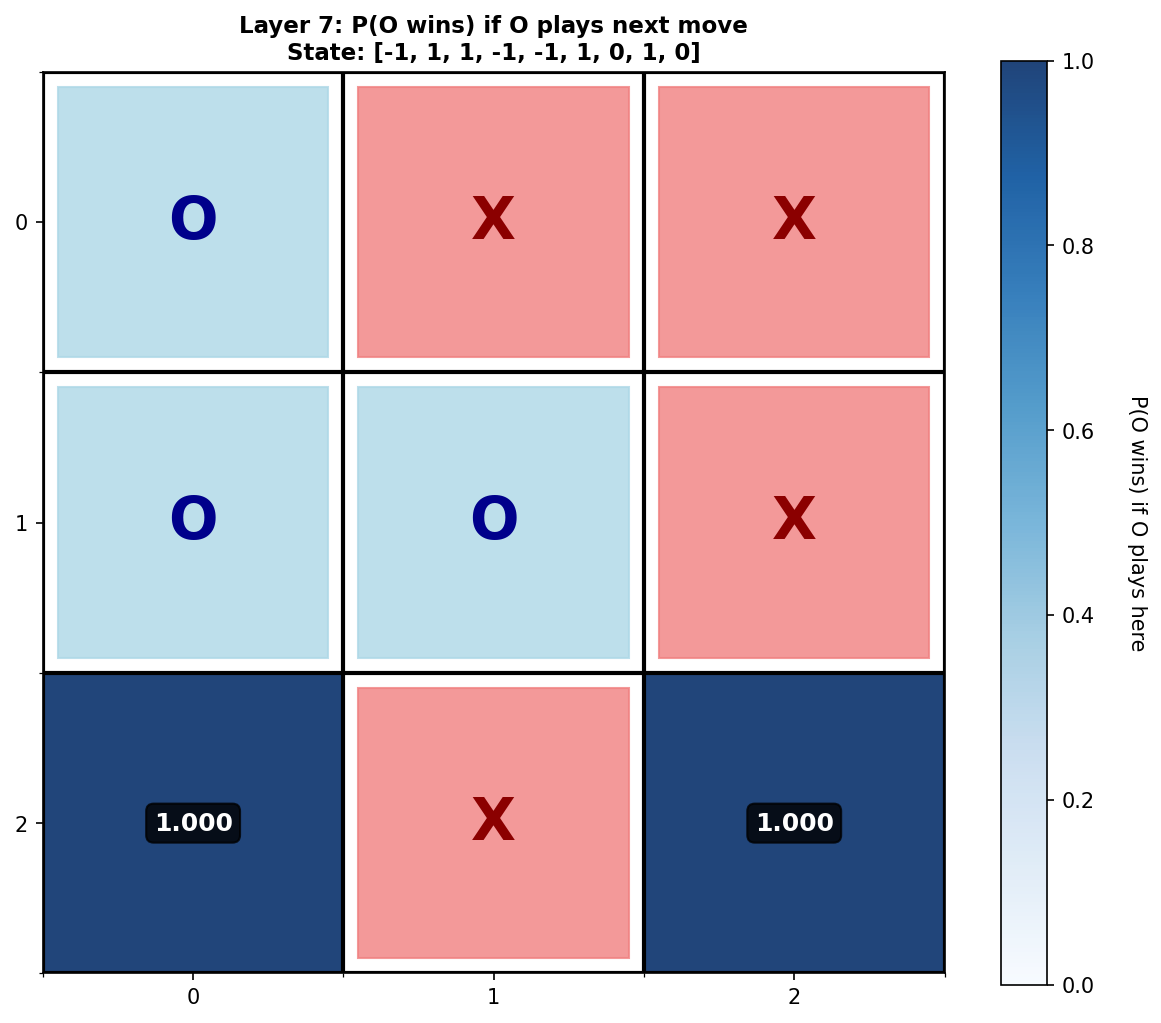 Layer 7: P(O wins) if O plays next move
State: [-1, 1, 1, -1, -1, 1, 0, 1, 0]
0
O
X
X
1
O
O
X
2
1.000
X
1.000
0
1
2
1.0
0.8
0.6
0.4
0.2
0.0
P(O wins) if O plays here